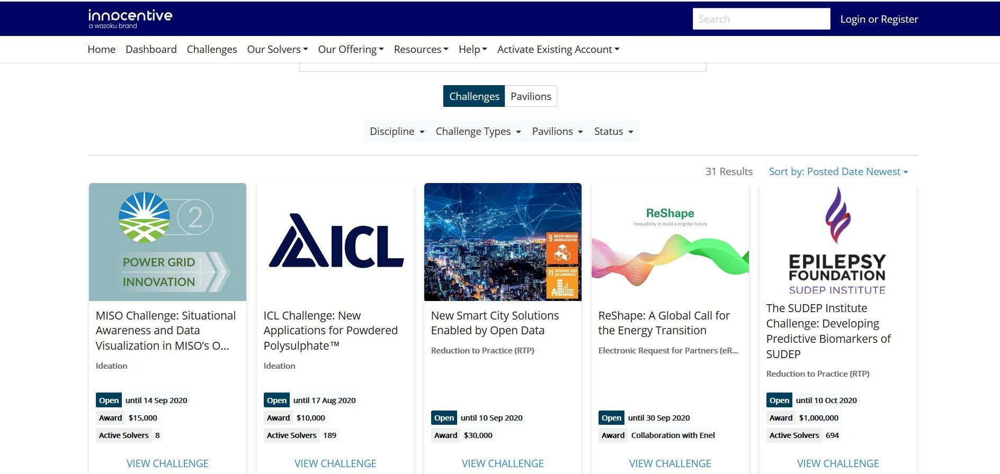 innocentive
a wazoku brand
Search
Login or Register
Home Dashboard Challenges Our Solvers Our Offering Resources Help Activate Existing Account
Challenges Pavilions
Discipline Challenge Types Pavilions Status
31 Results Sort by: Posted Date Newest
2
POWER GRID
INNOVATION
MISO Challenge: Situational
Awareness and Data
Visualization in MISO’s O...
Ideation
Open until 14 Sep 2020
Award $15,000
Active Solvers 8
VIEW CHALLENGE
ICL
ICL Challenge: New
Applications for Powdered
Polysulphate™
Ideation
Open until 17 Aug 2020
Award $10,000
Active Solvers 189
VIEW CHALLENGE
9 INDUSTRY, INNOVATION
AND INFRASTRUCTURE
11 SUSTAINABLE CITIES
AND COMMUNITIES
New Smart City Solutions
Enabled by Open Data
Reduction to Practice (RTP)
Open until 10 Sep 2020
Award $30,000
VIEW CHALLENGE
ReShape
Innovability to build a brighter future
ReShape: A Global Call for
the Energy Transition
Electronic Request for Partners (eR...
Open until 30 Sep 2020
Award Collaboration with Enel
VIEW CHALLENGE
EPILEPSY
FOUNDATION
SUDEP INSTITUTE
The SUDEP Institute
Challenge: Developing
Predictive Biomarkers of
SUDEP
Reduction to Practice (RTP)
Open until 10 Oct 2020
Award $1,000,000
Active Solvers 694
VIEW CHALLENGE